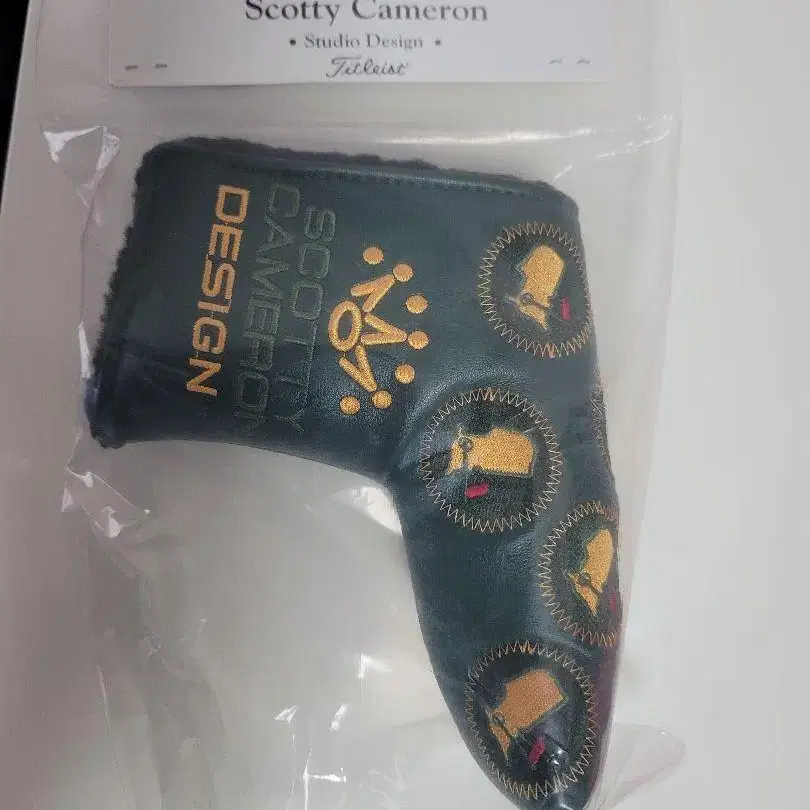 Scotty Cameron
• Studio Design •
Titleist
SCOTTY
CAMERON
DESIGN